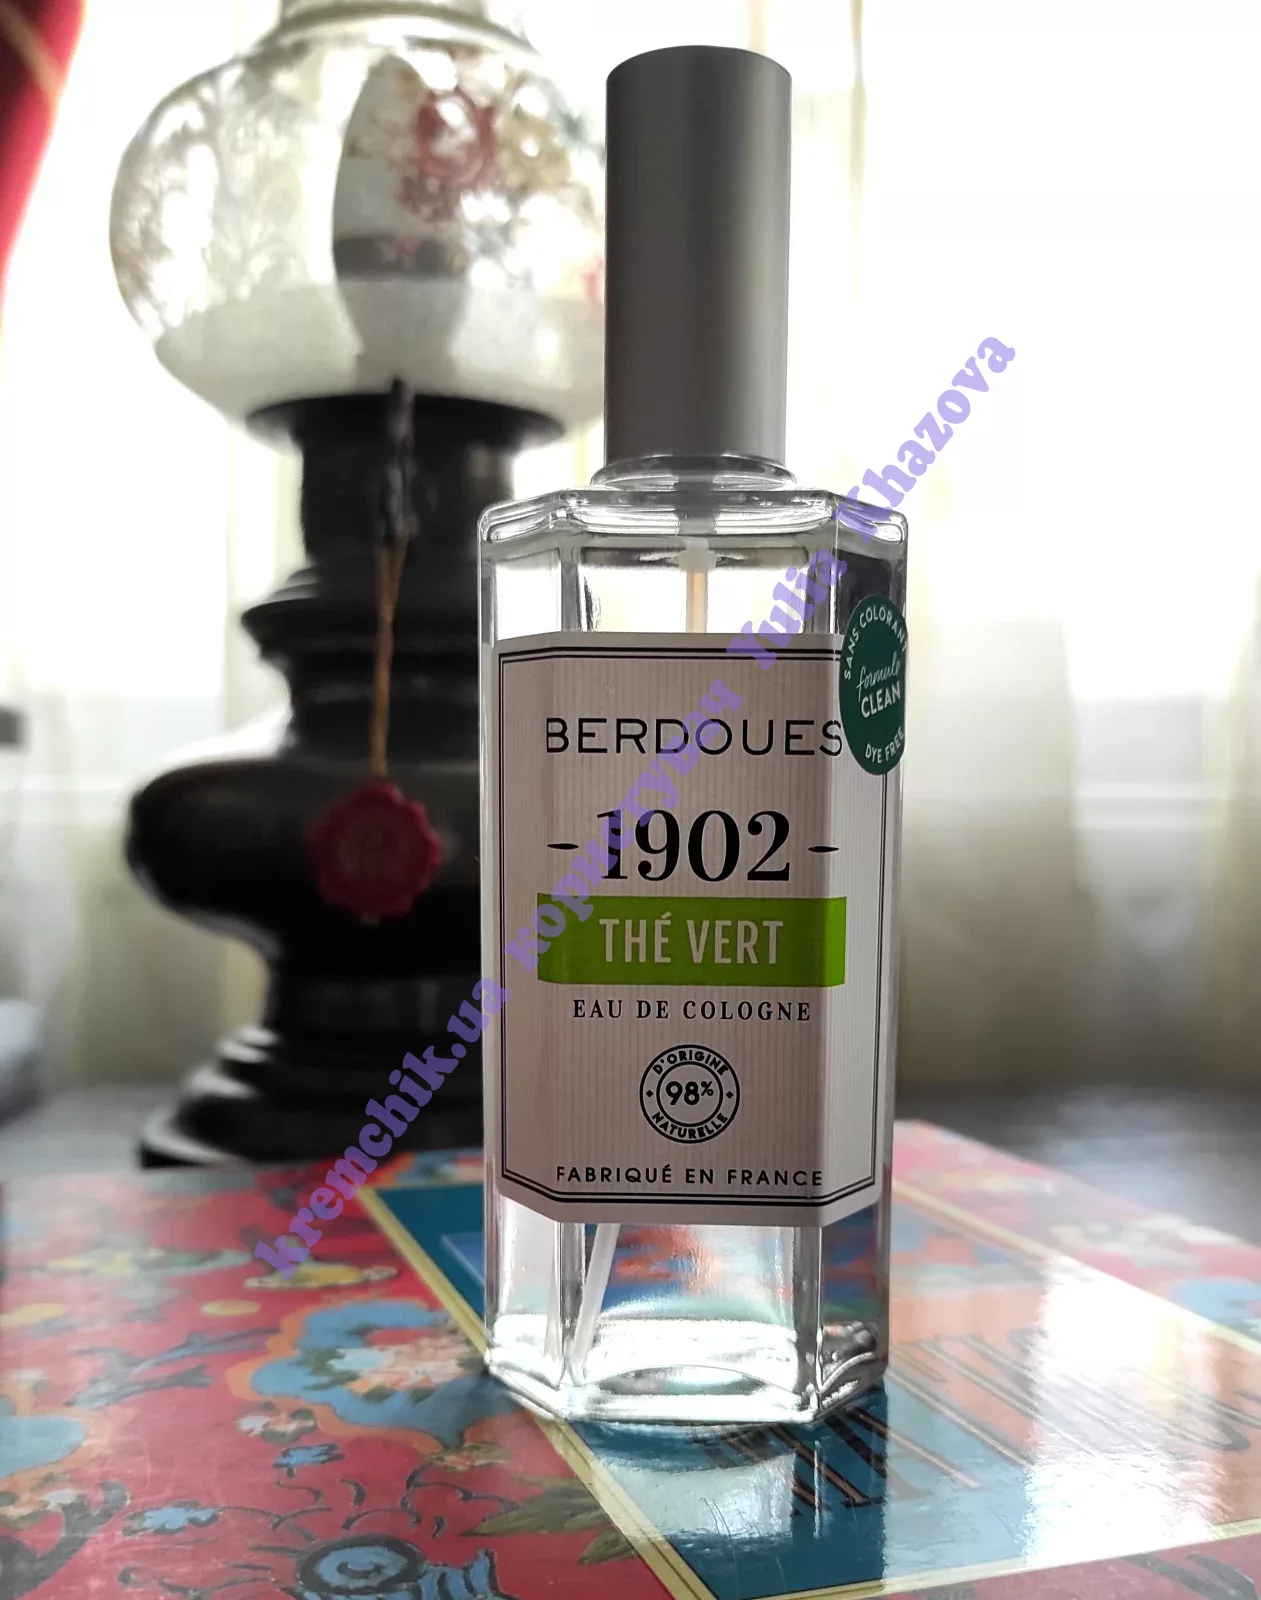 SANS COLORANT
formule
CLEAN
DYE FREE
BERDOUES
-1902-
THÉ VERT
EAU DE COLOGNE
D'ORIGINE
98%
NATURELLE
FABRIQUÉ EN FRANCE
kremchik.ua користувач Yulia Khazova